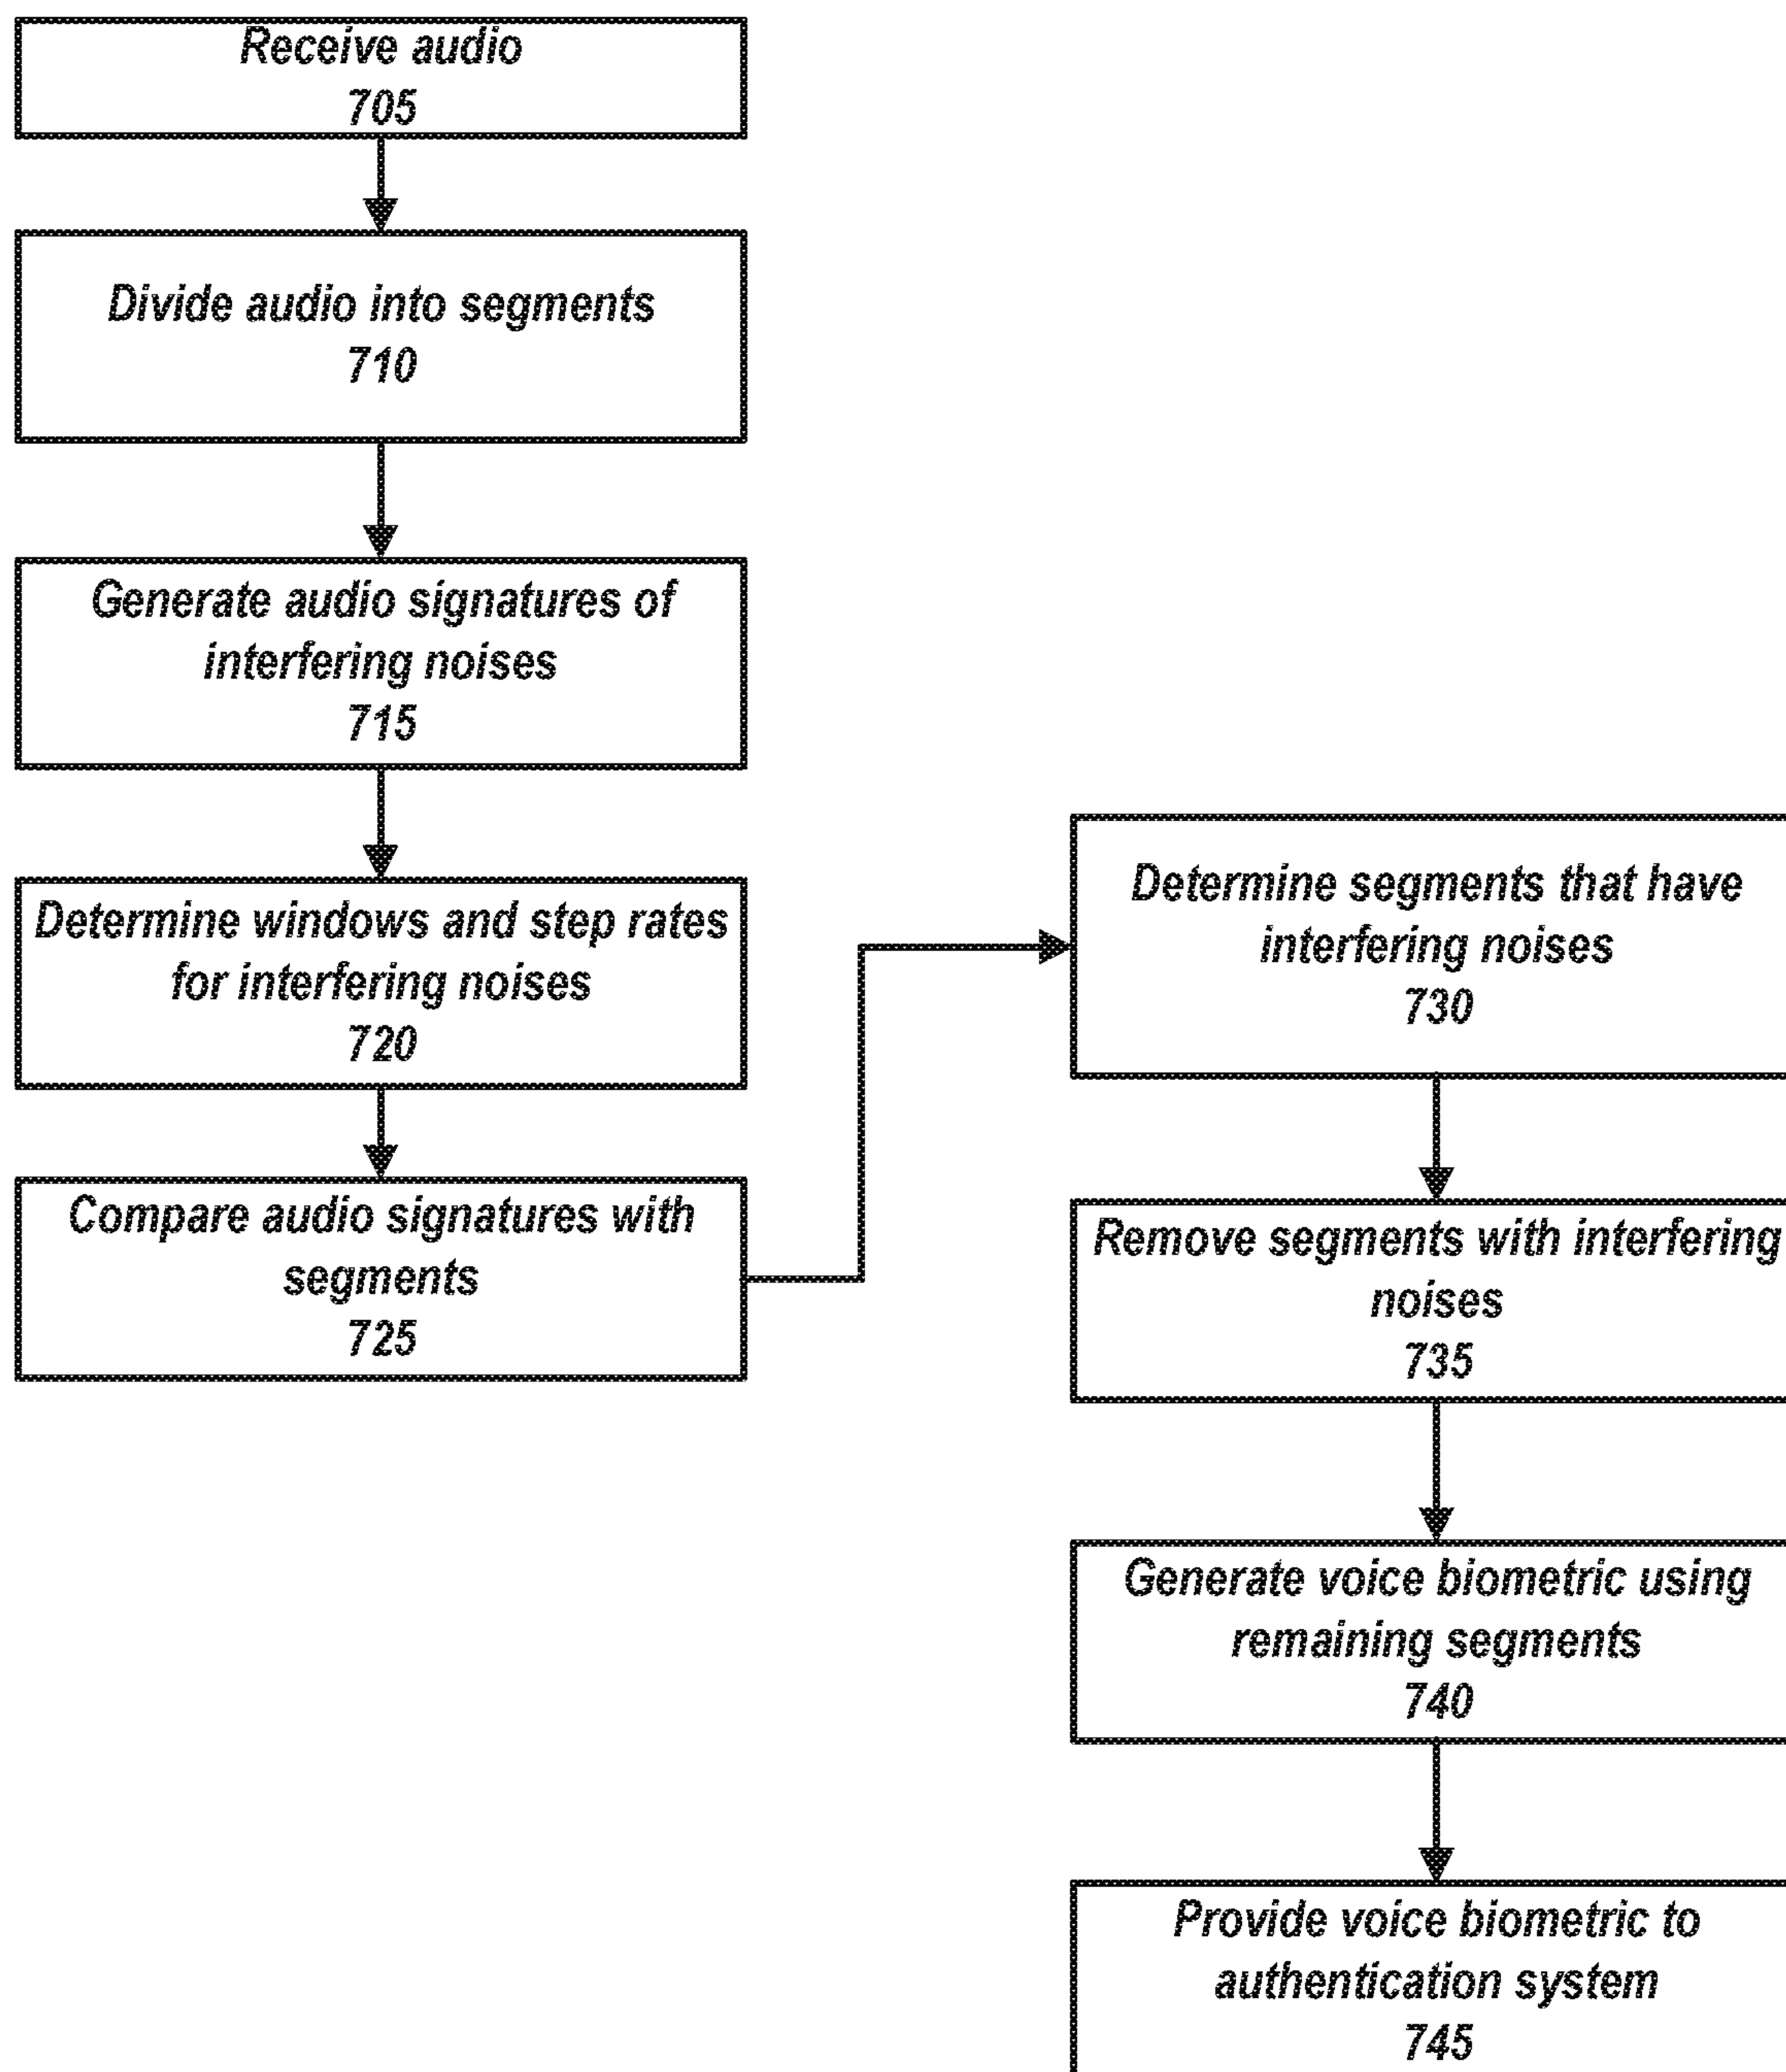 Receive audio
705
Divide audio into segments
710
Generate audio signatures of
interfering noises
715
Determine windows and step rates
for interfering noises
720
Compare audio signatures with
segments
725
Determine segments that have
interfering noises
730
Remove segments with interfering
noises
735
Generate voice biometric using
remaining segments
740
Provide voice biometric to
authentication system
745